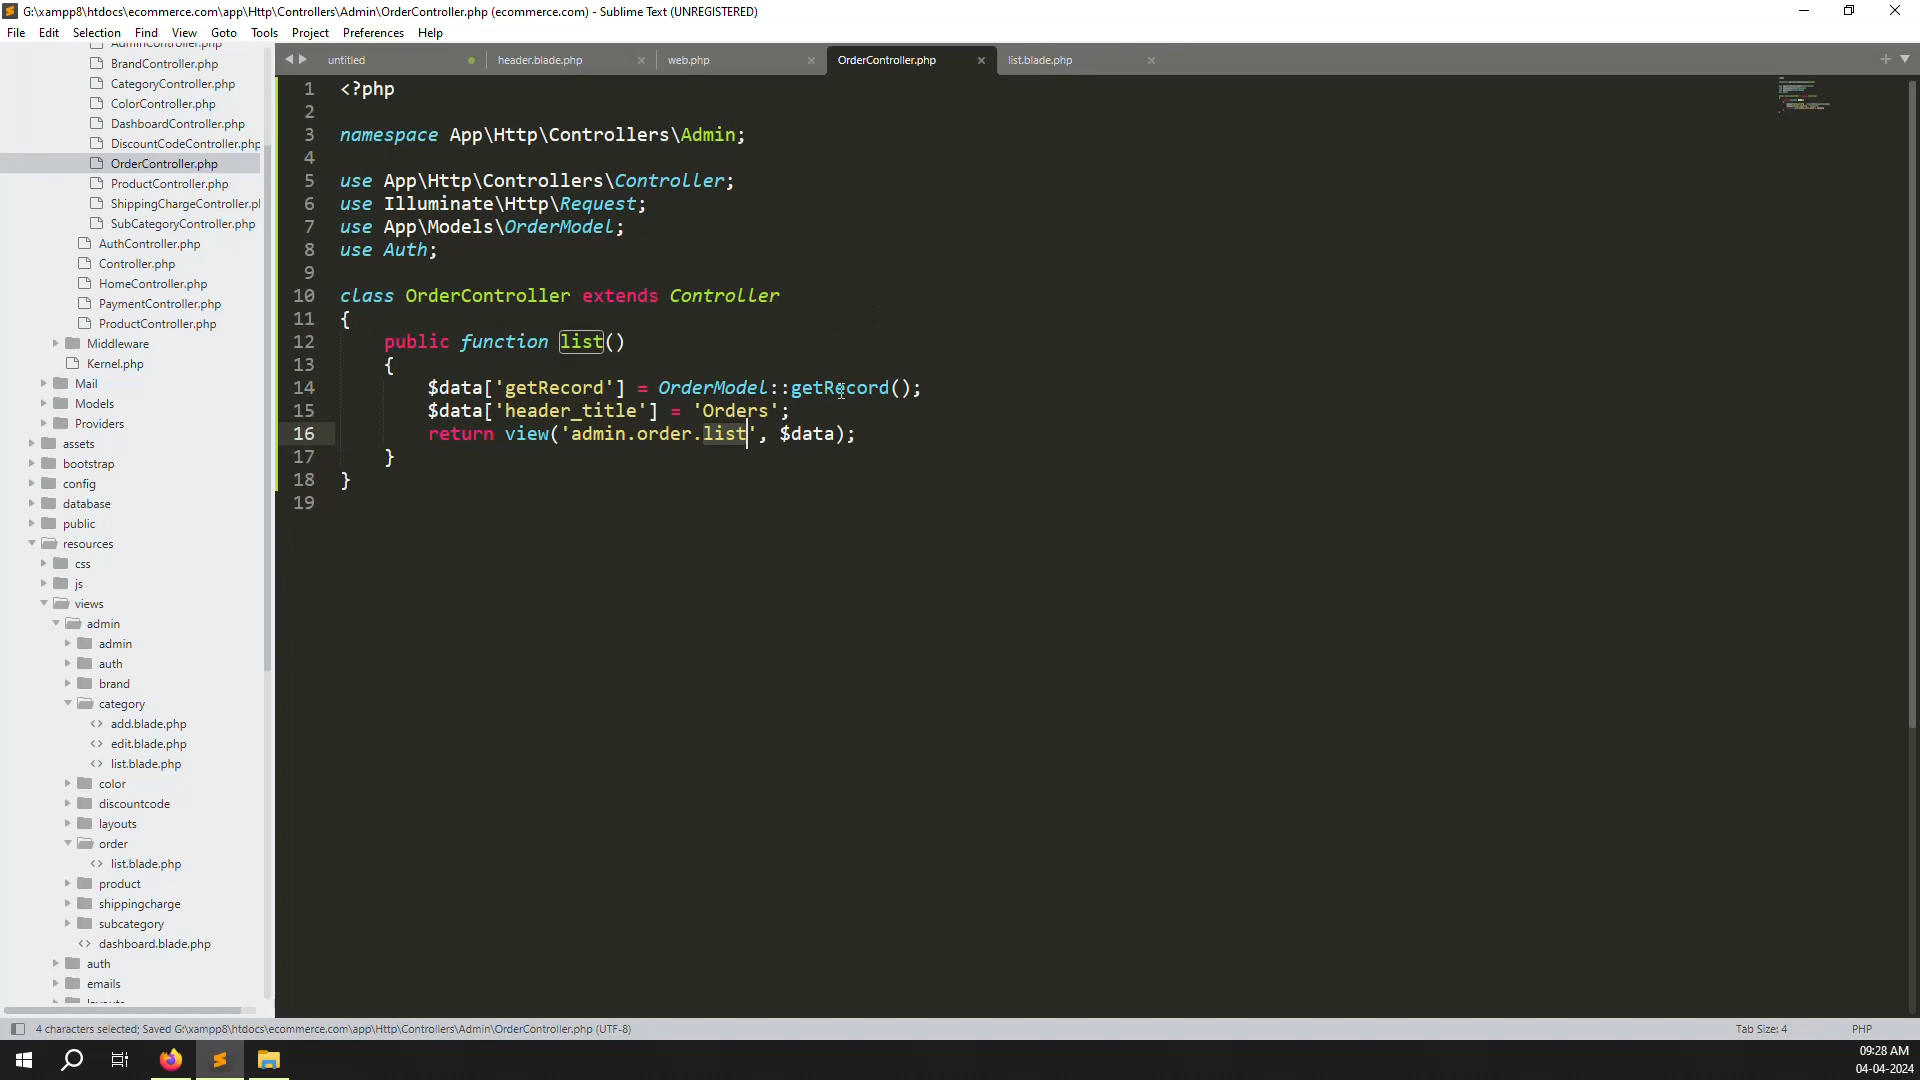 G:\xampp8\htdocs\ecommerce.com\app\Http\Controllers\Admin\OrderController.php (ecommerce.com) - Sublime Text (UNREGISTERED)
File Edit Selection Find View Goto Tools Project Preferences Help
untitled header.blade.php web.php OrderController.php list.blade.php
AdminController.php
BrandController.php
CategoryController.php
ColorController.php
DashboardController.php
DiscountCodeController.php
OrderController.php
ProductController.php
ShippingChargeController.pl
SubCategoryController.php
AuthController.php
Controller.php
HomeController.php
PaymentController.php
ProductController.php
Middleware
Kernel.php
Mail
Models
Providers
assets
bootstrap
config
database
public
resources
css
js
views
admin
admin
auth
brand
category
add.blade.php
edit.blade.php
list.blade.php
color
discountcode
layouts
order
list.blade.php
product
shippingcharge
subcategory
dashboard.blade.php
auth
emails
layouts
1 <?php
2
3 namespace App\Http\Controllers\Admin;
4
5 use App\Http\Controllers\Controller;
6 use Illuminate\Http\Request;
7 use App\Models\OrderModel;
8 use Auth;
9
10 class OrderController extends Controller
11 {
12 public function list()
13 {
14 $data['getRecord'] = OrderModel::getRecord();
15 $data['header_title'] = 'Orders';
16 return view('admin.order.list', $data);
17 }
18 }
19
4 characters selected; Saved G:\xampp8\htdocs\ecommerce.com\app\Http\Controllers\Admin\OrderController.php (UTF-8)
Tab Size: 4 PHP
09:28 AM
04-04-2024